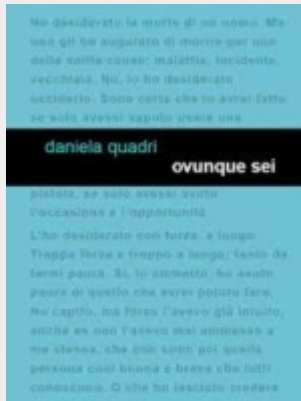 Ho desiderato la morte di un uomo. Ma
non gli ho augurato di morire per una
delle solite cause: malattia, incidente,
vecchiaia. No, io ho desiderato
ucciderlo. Sono certa che lo avrei fatto
se solo avessi saputo usare una
daniela quadri
ovunque sei
pistola, se solo avessi avuto
l'occasione e l'opportunità.
L'ho desiderato con forza, a lungo.
Troppa forza e troppo a lungo, tanto da
farmi paura. Sì, lo ammetto, ho avuto
paura di quello che avrei potuto fare.
Ho capito, ma forse l'avevo già intuito,
anche se non l'avevo mai ammesso a
me stessa, che non sono poi quella
persona così buona e brava che tutti
conoscono. O che ho lasciato credere